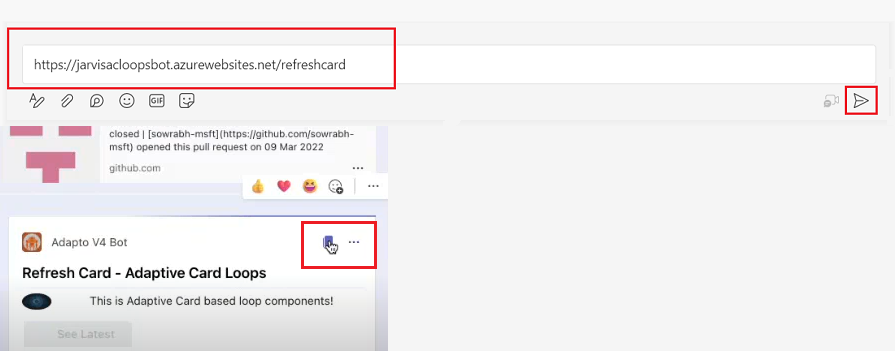 https://jarvisacloopsbot.azurewebsites.net/refreshcard
GIF
closed | [sowrabh-msft](https://github.com/sowrabh-
msft) opened this pull request on 09 Mar 2022
github.com
Adapto V4 Bot
Refresh Card - Adaptive Card Loops
This is Adaptive Card based loop components!
See Latest